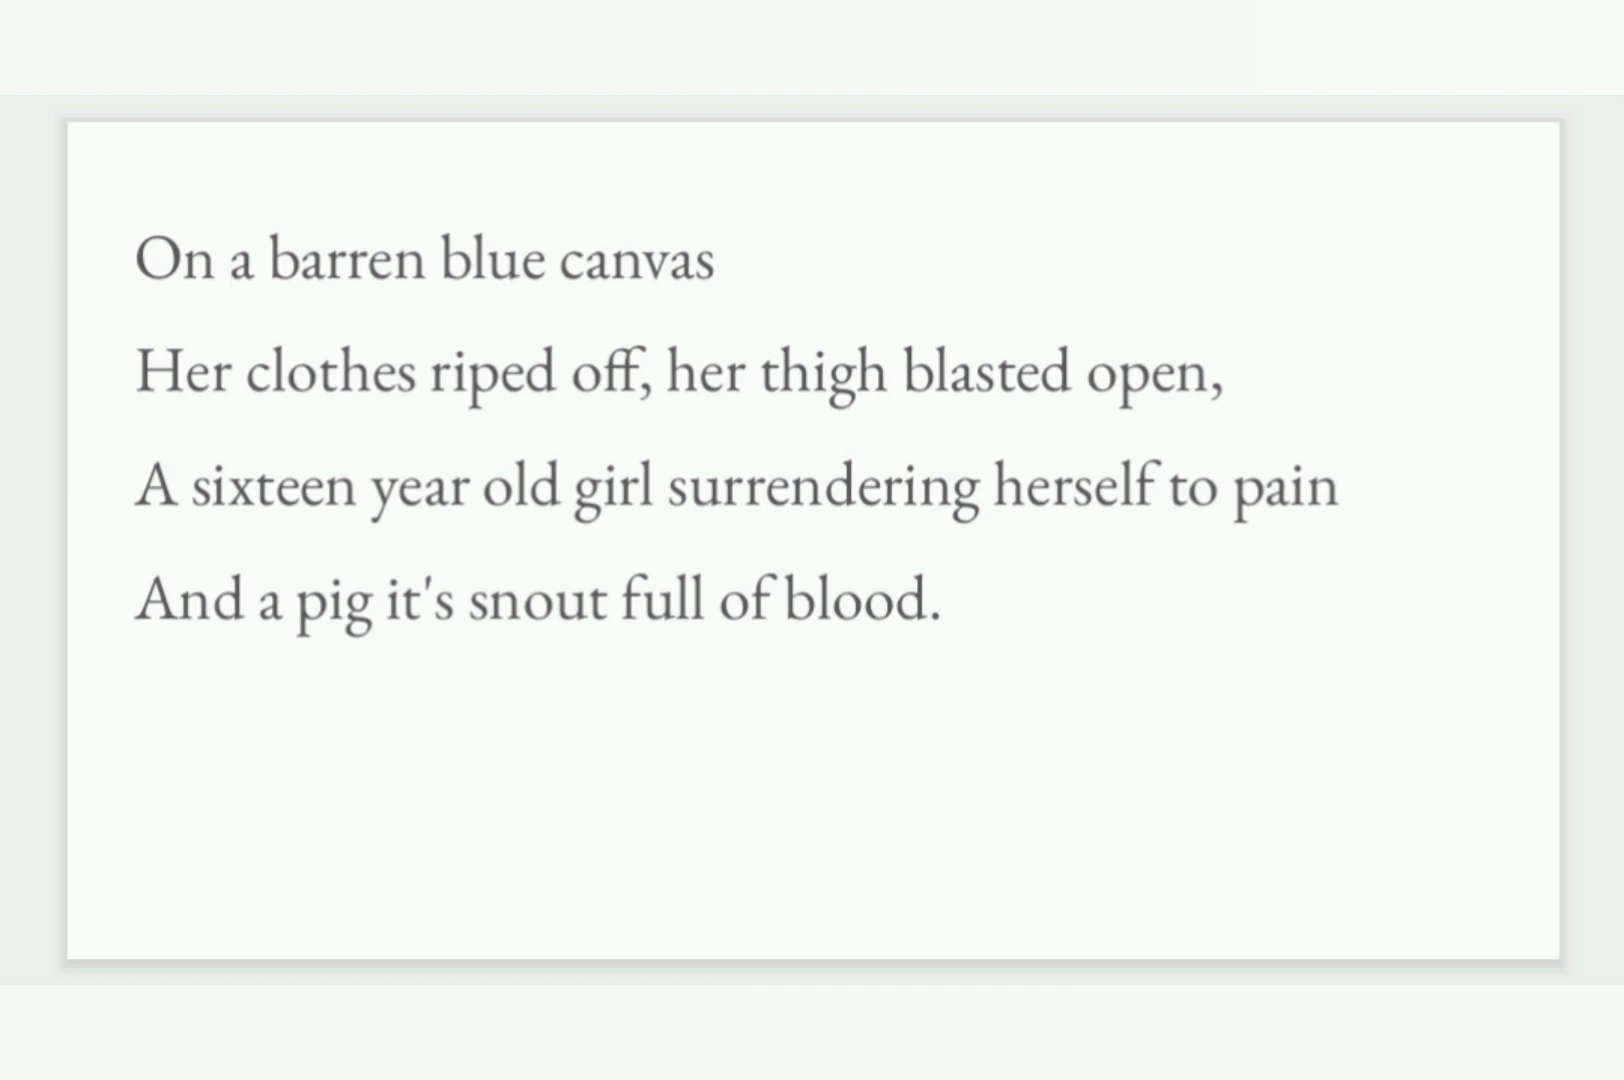 On a barren blue canvas
Her clothes riped off, her thigh blasted open,
A sixteen year old girl surrendering herself to pain
And a pig it's snout full of blood.